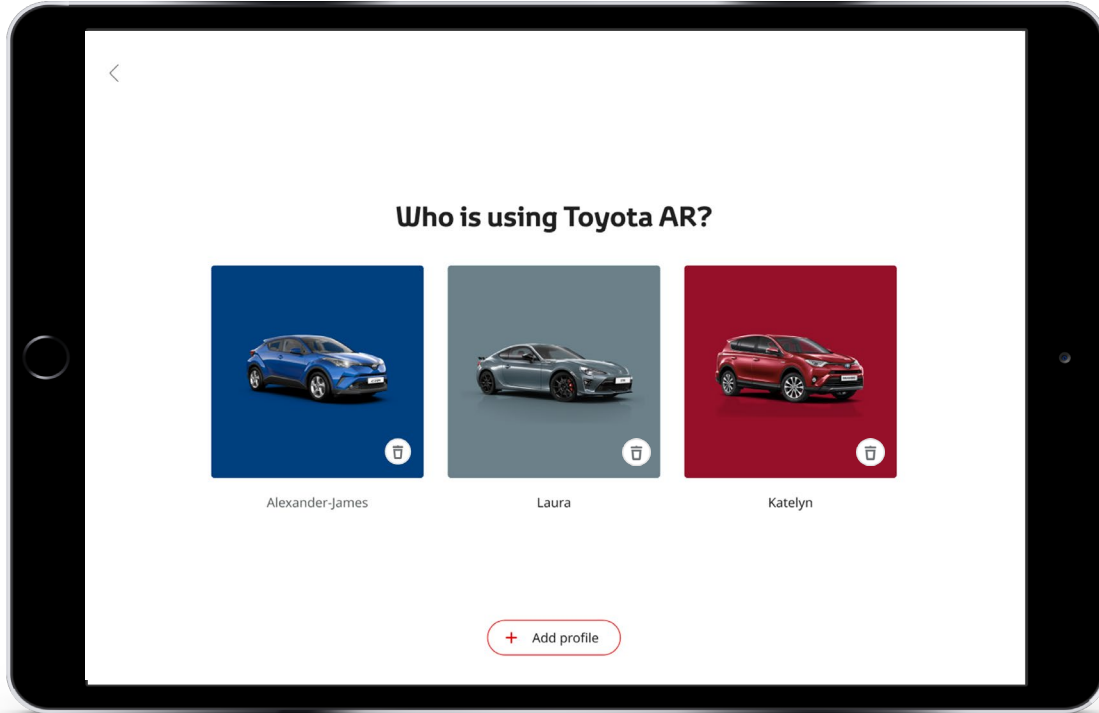 Who is using Toyota AR?
Alexander-James
Laura
Katelyn
+ Add profile